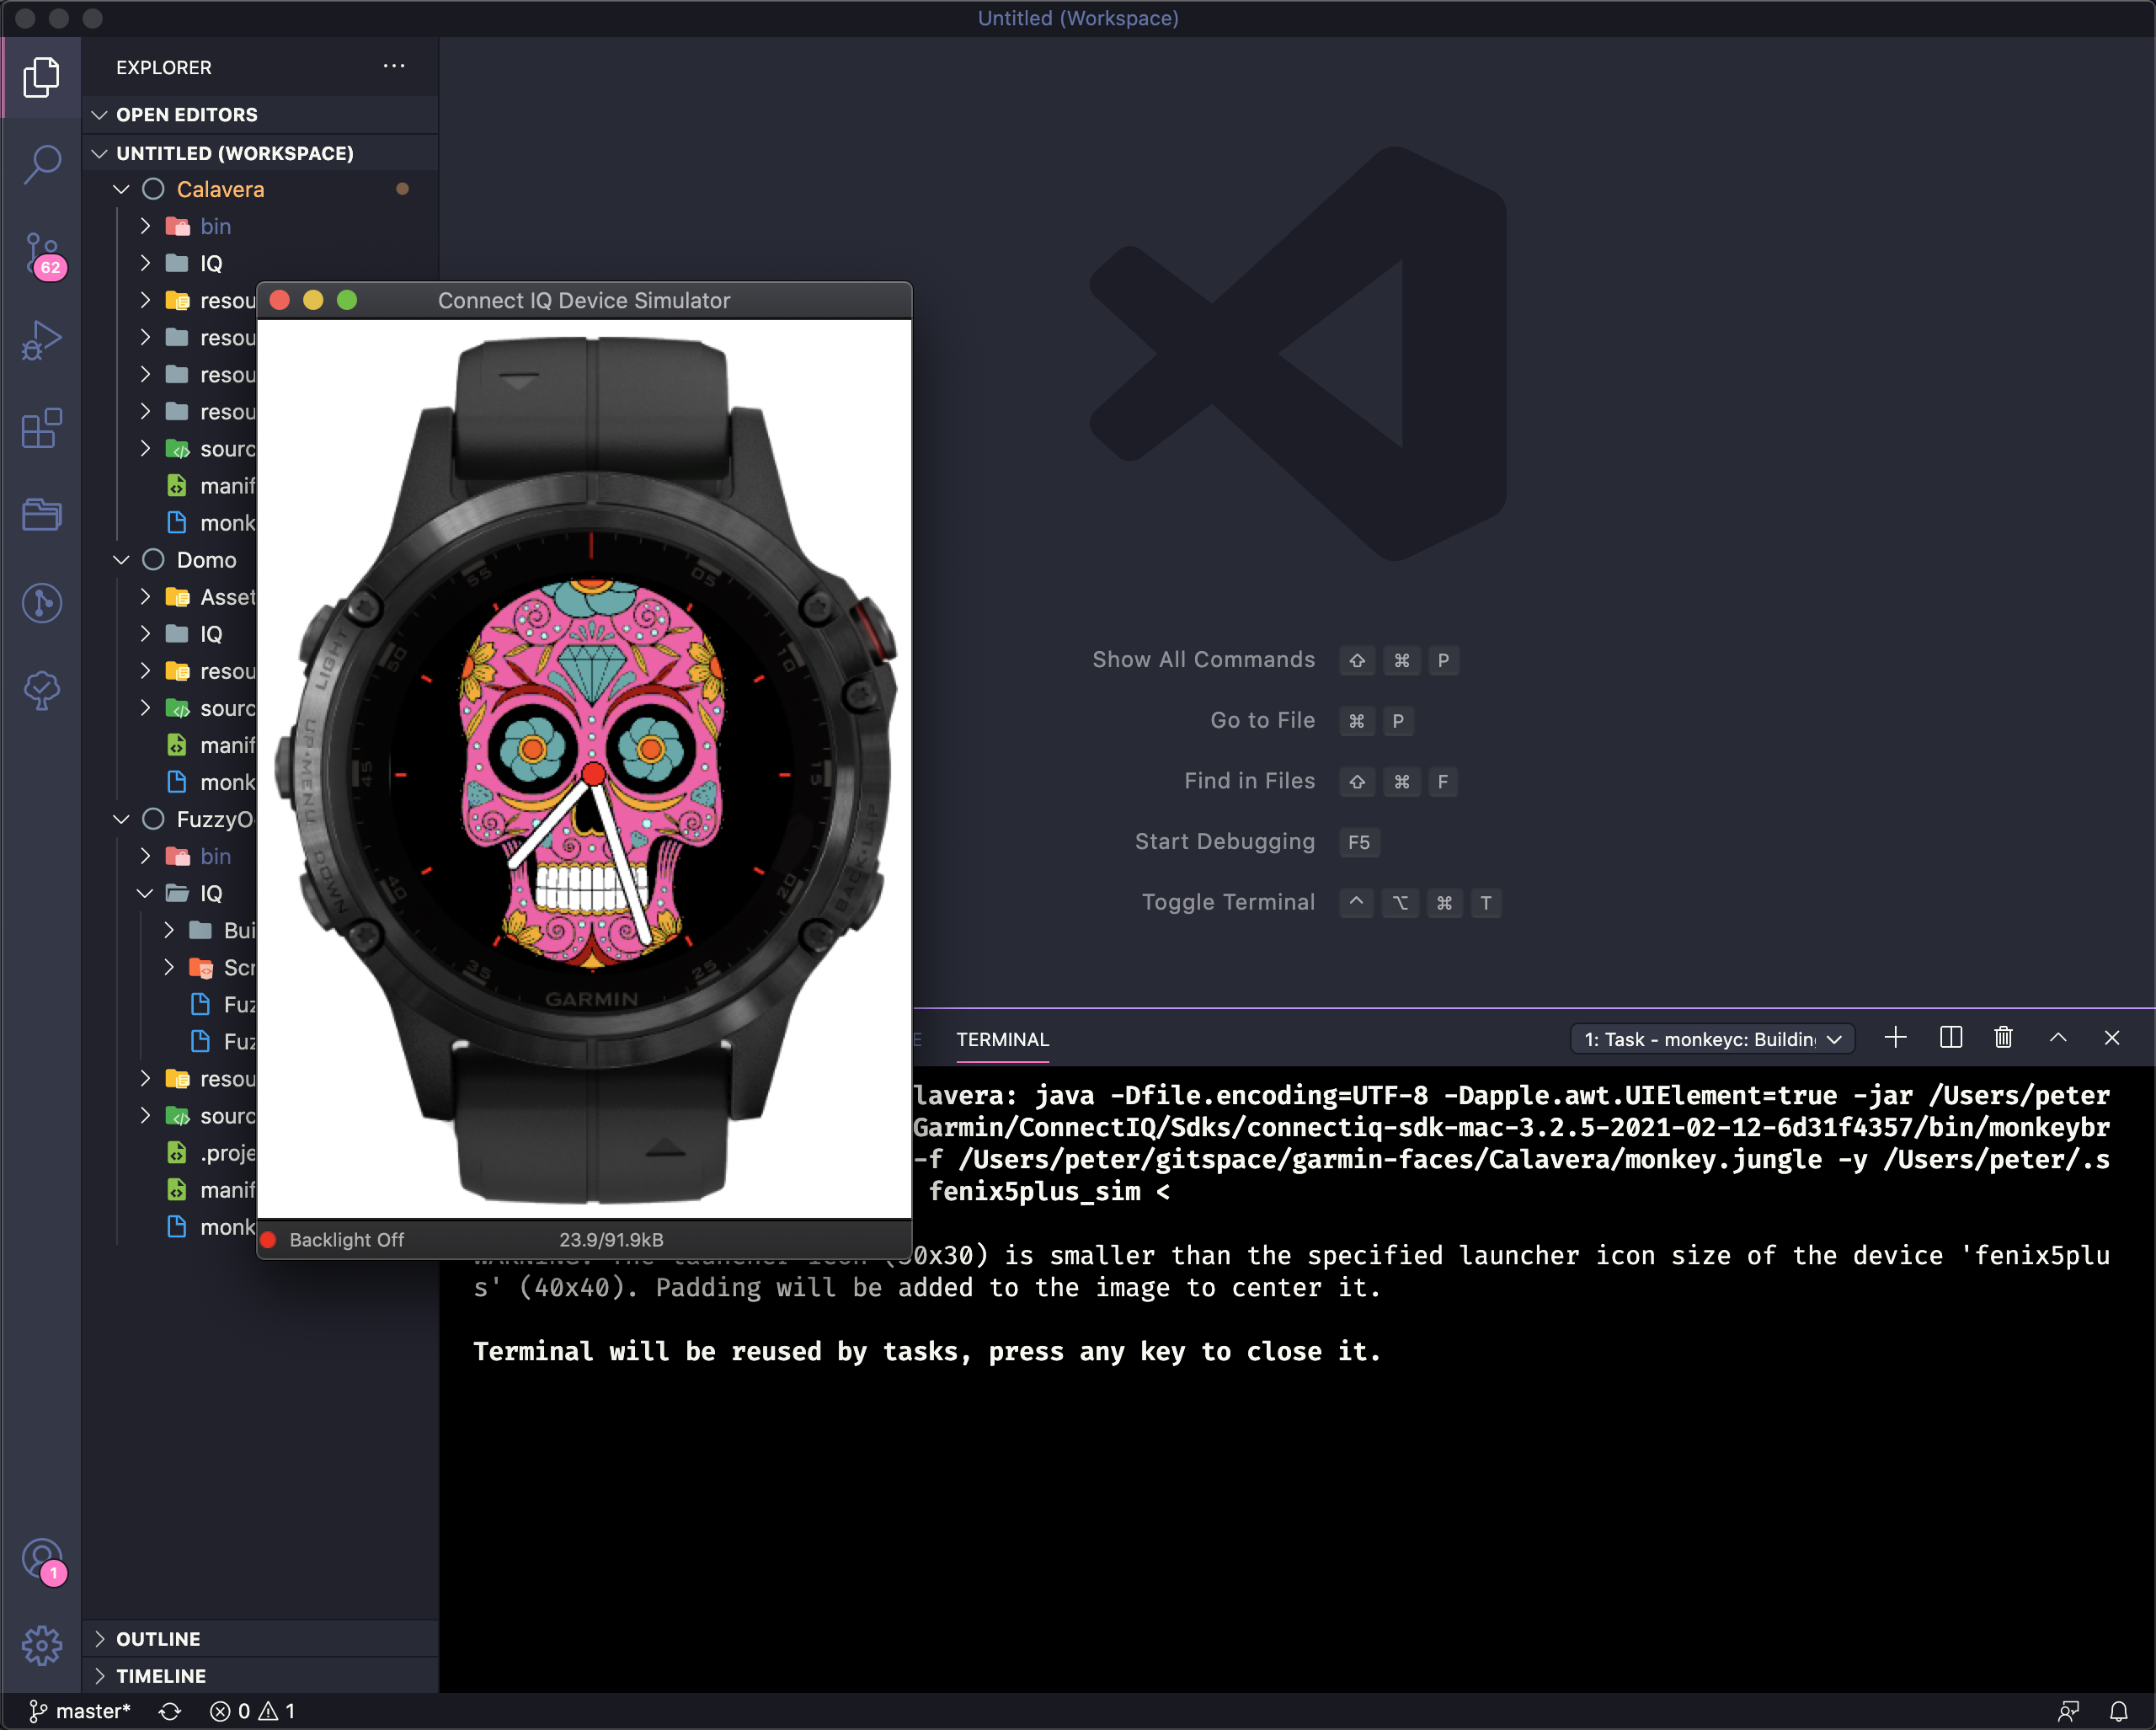 Untitled (Workspace)
EXPLORER
OPEN EDITORS
UNTITLED (WORKSPACE)
Calavera
bin
IQ
resou
resou
resou
resou
sourc
manif
monk
Domo
Asset
IQ
resou
sourc
manif
monk
FuzzyO
bin
IQ
Bui
Scr
Fuz
Fuz
resou
sourc
.proje
manif
monk
OUTLINE
TIMELINE
62
1
master*
0
1
Connect IQ Device Simulator
55
05
50
10
45
15
40
20
35
25
LIGHT
UP·MENU
DOWN
BACK·LAP
GARMIN
Backlight Off
23.9/91.9kB
Show All Commands ⇧ ⌘ P
Go to File ⌘ P
Find in Files ⇧ ⌘ F
Start Debugging F5
Toggle Terminal ^ ⌥ ⌘ T
E
TERMINAL
1: Task - monkeyc: Building
lavera: java -Dfile.encoding=UTF-8 -Dapple.awt.UIElement=true -jar /Users/peter
Garmin/ConnectIQ/Sdks/connectiq-sdk-mac-3.2.5-2021-02-12-6d31f4357/bin/monkeybr
-f /Users/peter/gitspace/garmin-faces/Calavera/monkey.jungle -y /Users/peter/.s
fenix5plus_sim <
WARNING: The launcher icon (30x30) is smaller than the specified launcher icon size of the device 'fenix5plu
s' (40x40). Padding will be added to the image to center it.
Terminal will be reused by tasks, press any key to close it.